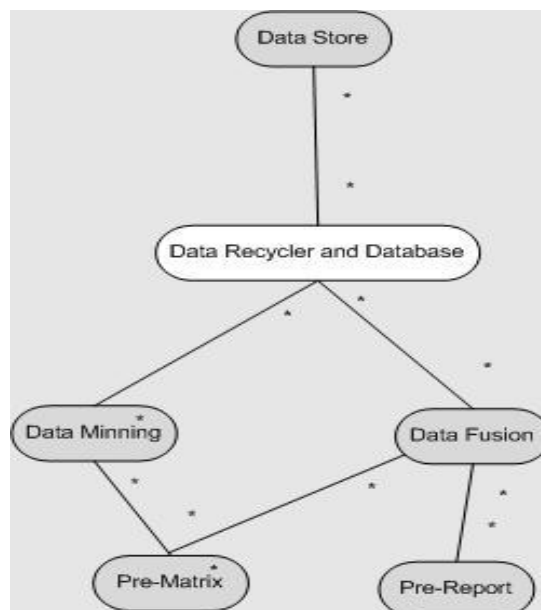 Data Store
*
*
Data Recycler and Database
* *
*
Data Minning *
Data Fusion
* *
* *
*
Pre-Matrix *
Pre-Report